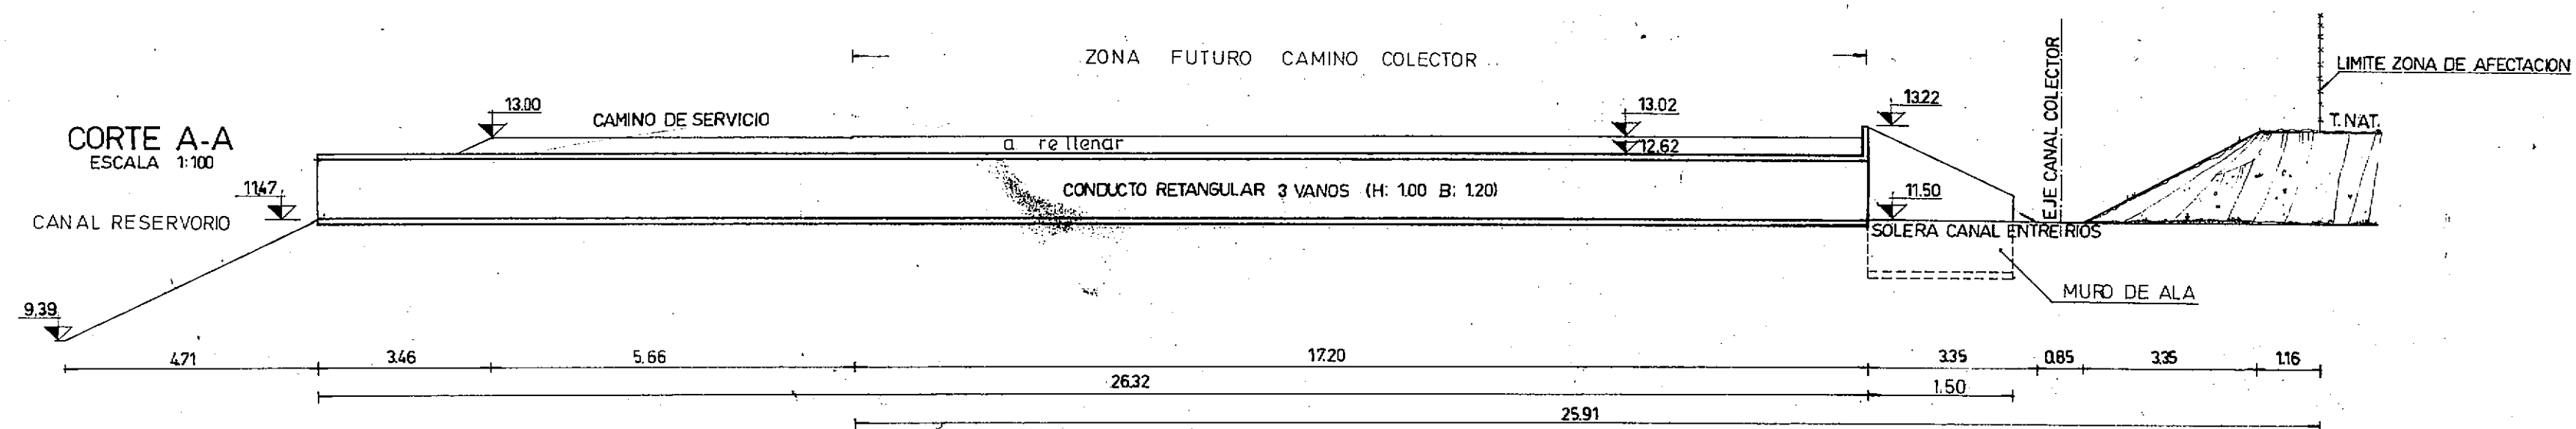 ZONA FUTURO CAMINO COLECTOR
EJE CANAL COLECTOR
LIMITE ZONA DE AFECTACION
CORTE A-A
ESCALA 1:100
13.00
CAMINO DE SERVICIO
13.02
13.22
T. NAT.
a rellenar
12.62
11.47
CANAL RESERVORIO
CONDUCTO RETANGULAR 3 VANOS (H: 1.00 B: 1.20)
11.50
SOLERA CANAL ENTRE RIOS
MURO DE ALA
9.39
4.71 3.46 5.66 17.20 3.35 0.85 3.35 1.16
26.32 1.50
25.91